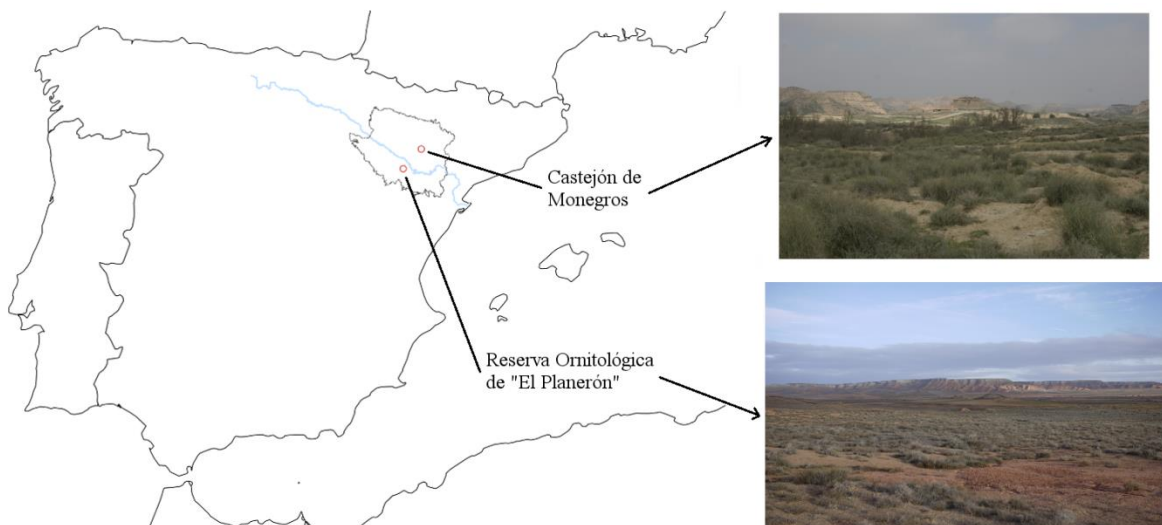 Castejón de
Monegros
Reserva Ornitológica
de "El Planerón"